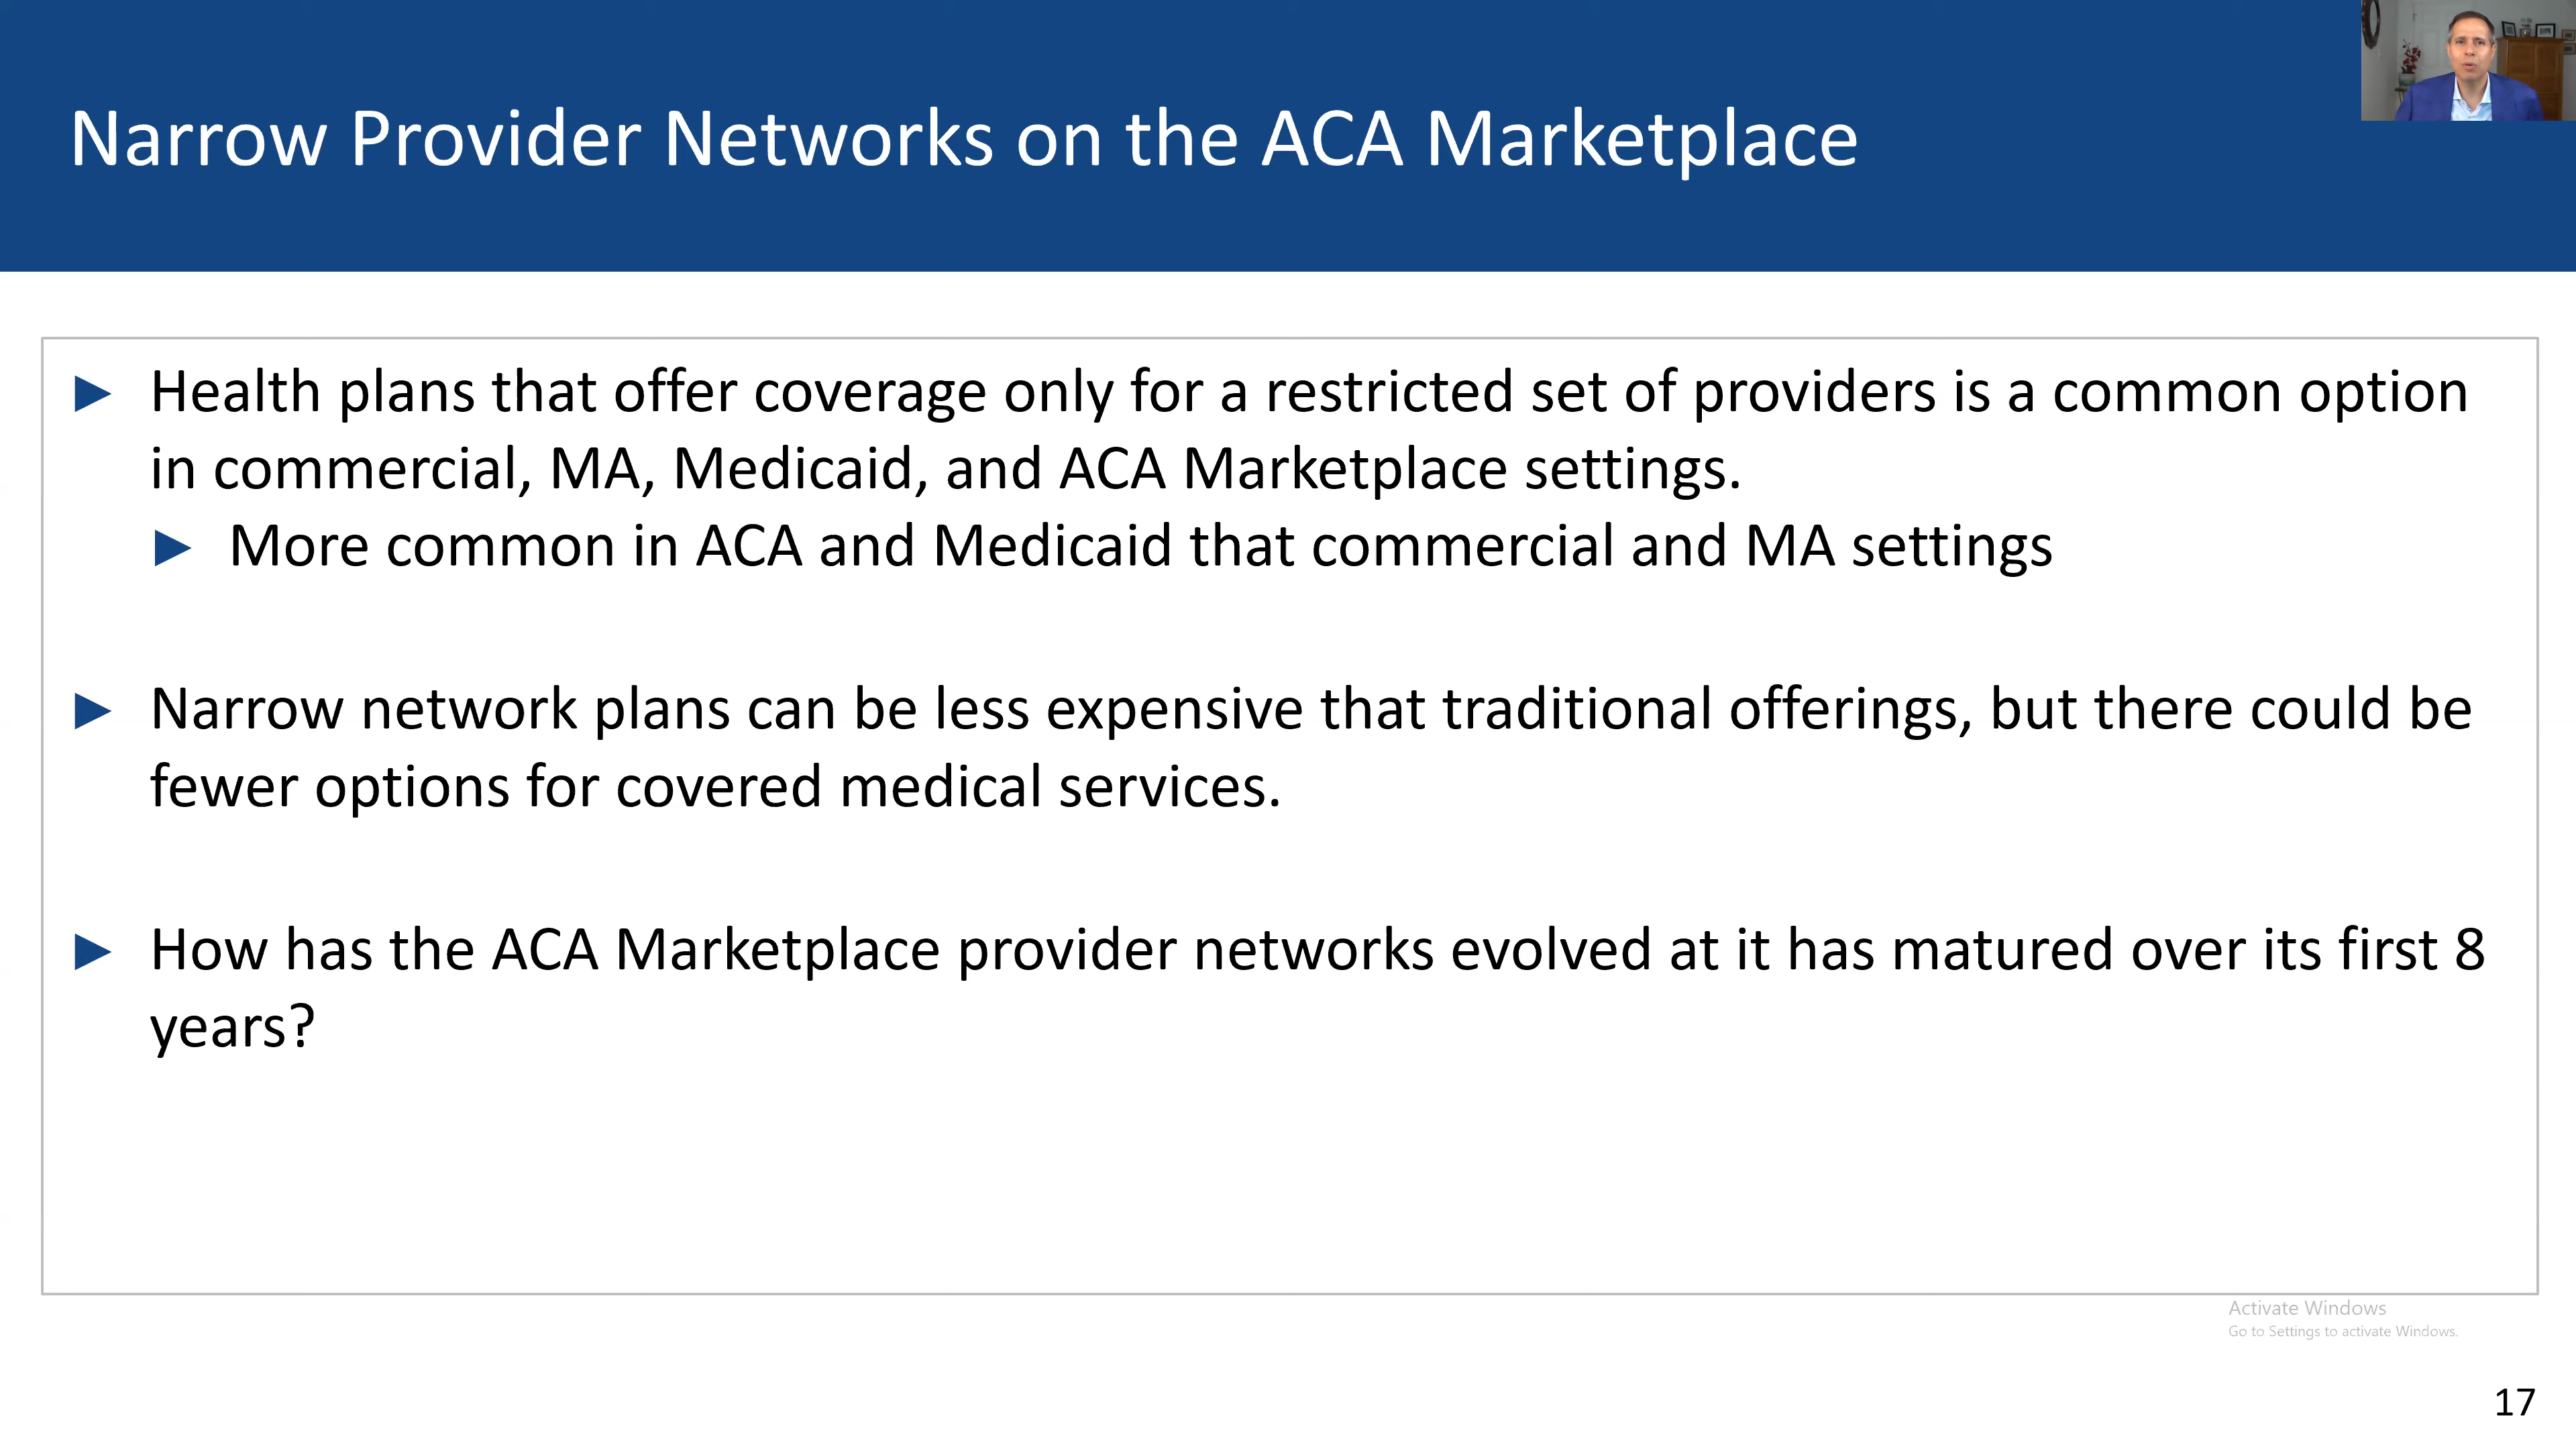 Narrow Provider Networks on the ACA Marketplace
Health plans that offer coverage only for a restricted set of providers is a common option
in commercial, MA, Medicaid, and ACA Marketplace settings.
More common in ACA and Medicaid that commercial and MA settings
Narrow network plans can be less expensive that traditional offerings, but there could be
fewer options for covered medical services.
How has the ACA Marketplace provider networks evolved at it has matured over its first 8
years?
Activate Windows
Go to Settings to activate Windows.
17